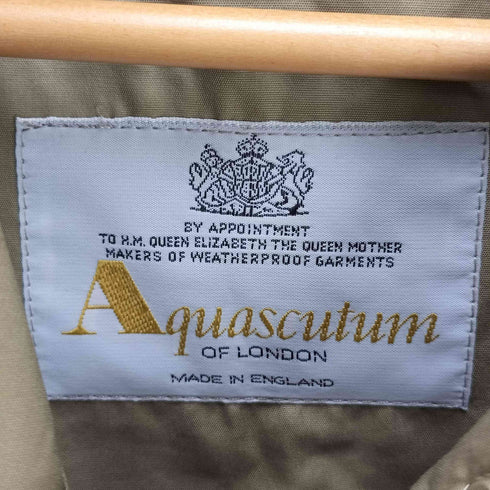 BY APPOINTMENT
TO H.M. QUEEN ELIZABETH THE QUEEN MOTHER
MAKERS OF WEATHERPROOF GARMENTS
Aquascutum
OF LONDON
MADE IN ENGLAND